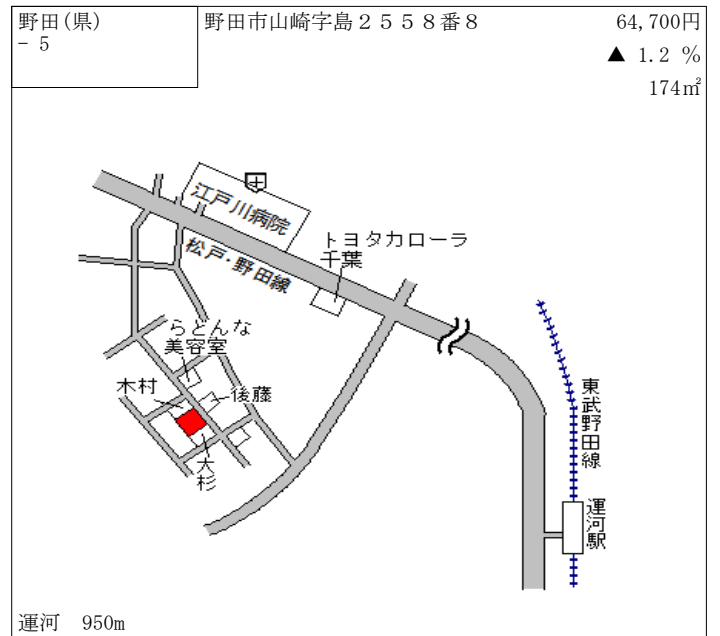 野田(県)
- 5
野田市山崎字島２５５８番８
64,700円
▲ 1.2 %
174㎡
江戸川病院
松戸・野田線
トヨタカローラ
千葉
らどんな
美容室
木村
後藤
大杉
東武野田線
運河駅
運河　950m